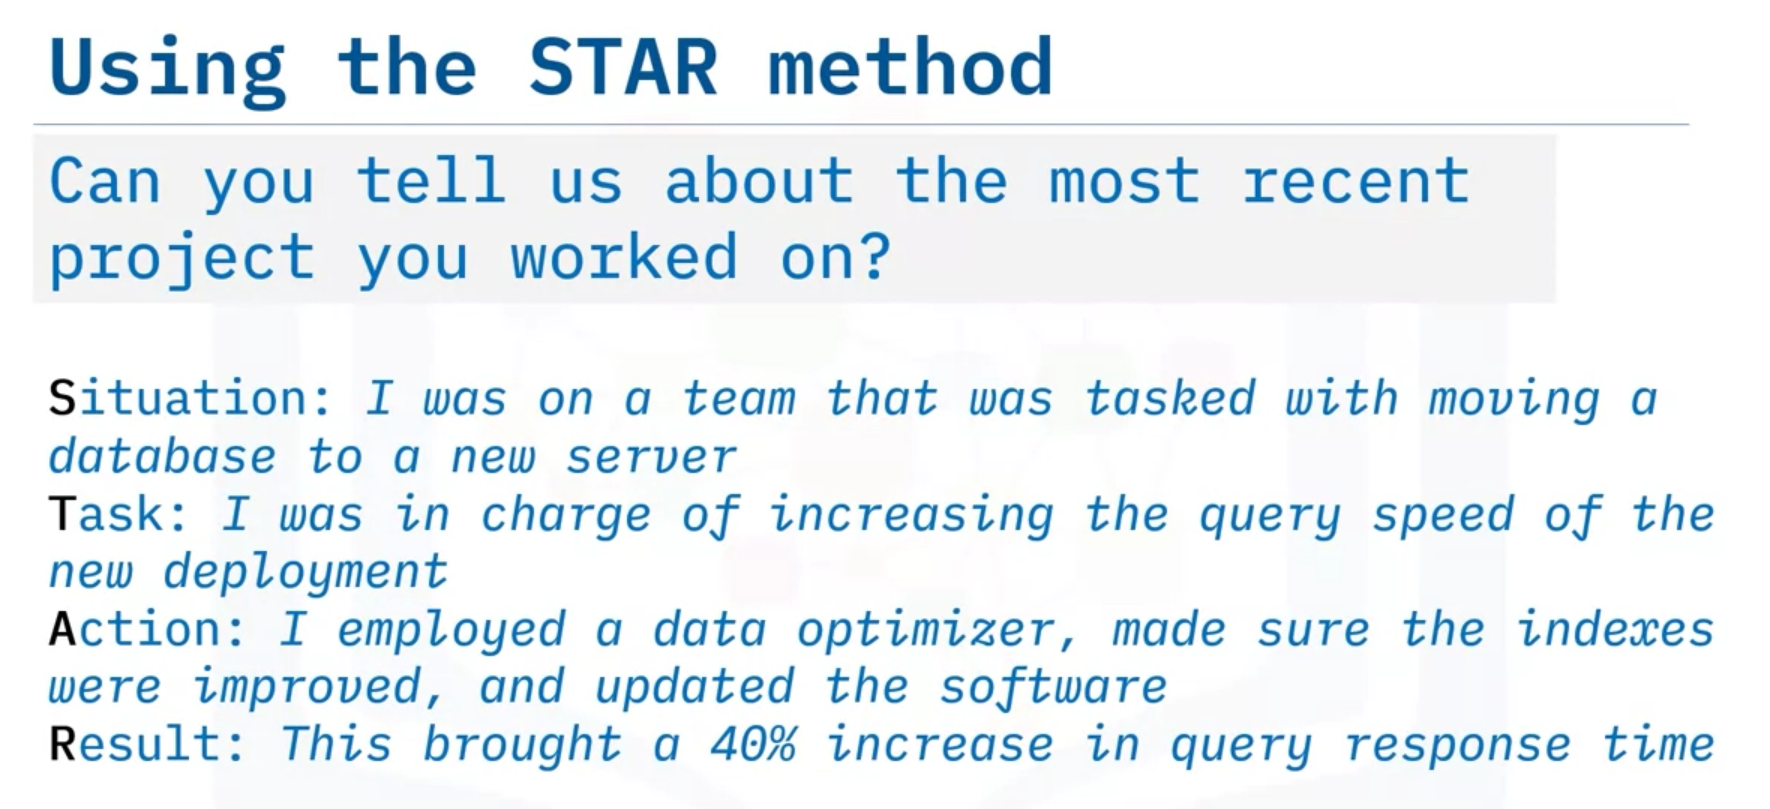 Using the STAR method
Can you tell us about the most recent
project you worked on?
Situation: I was on a team that was tasked with moving a
database to a new server
Task: I was in charge of increasing the query speed of the
new deployment
Action: I employed a data optimizer, made sure the indexes
were improved, and updated the software
Result: This brought a 40% increase in query response time